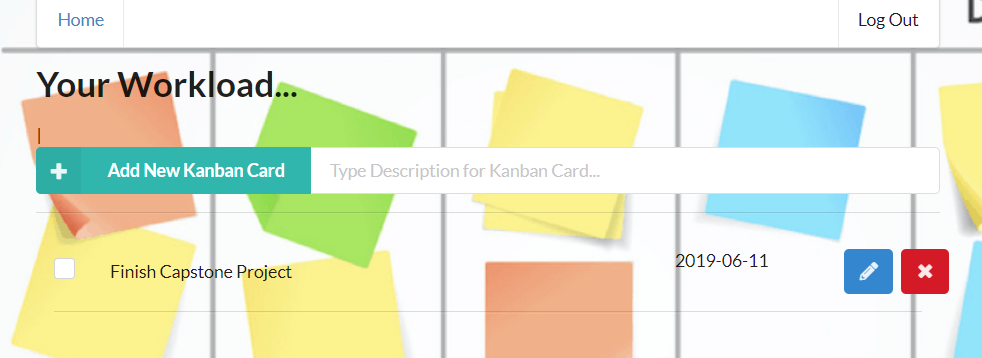 Home
Log Out
Your Workload...
Add New Kanban Card
Type Description for Kanban Card...
Finish Capstone Project
2019-06-11